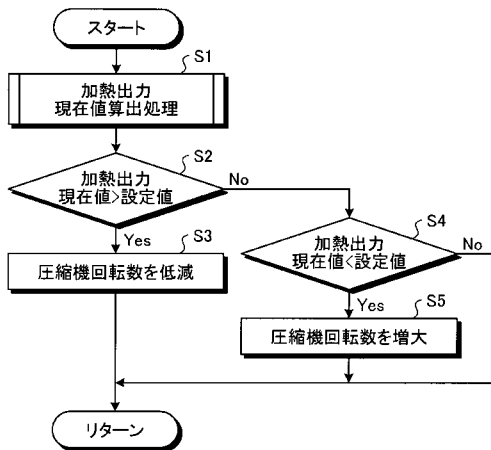 スタート
S1
加熱出力
現在値算出処理
S2
加熱出力
現在値>設定値
No
Yes
S3
圧縮機回転数を低減
S4
加熱出力
現在値<設定値
No
Yes
S5
圧縮機回転数を増大
リターン